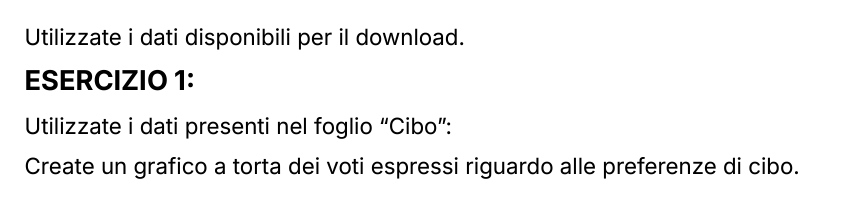 Utilizzate i dati disponibili per il download.
ESERCIZIO 1:
Utilizzate i dati presenti nel foglio “Cibo”:
Create un grafico a torta dei voti espressi riguardo alle preferenze di cibo.